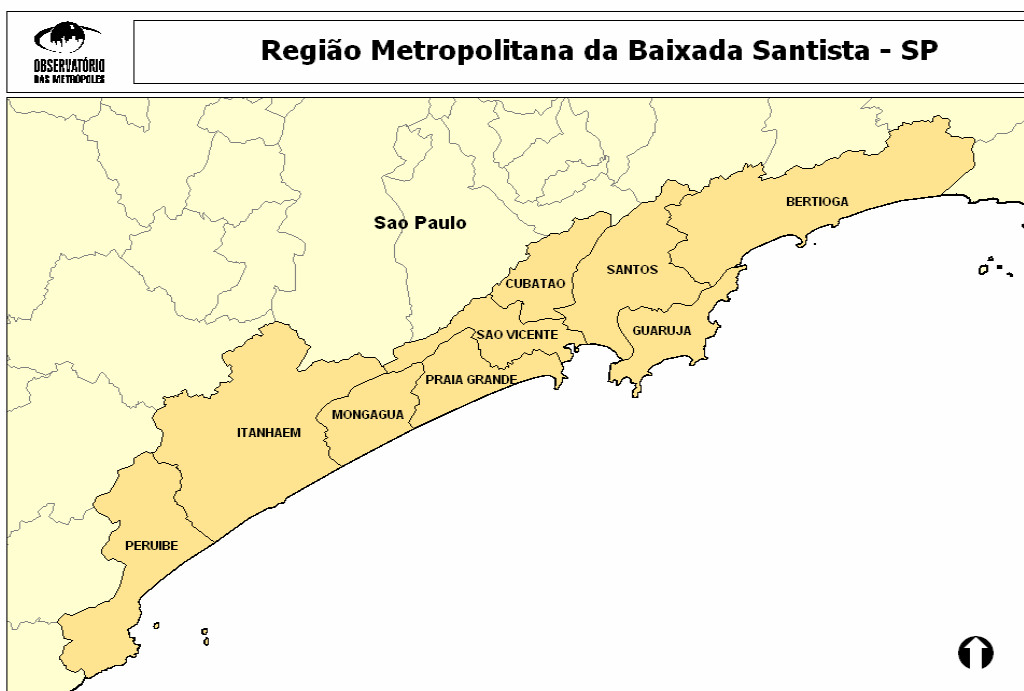 OBSERVATÓRIO
DAS METRÓPOLES
Região Metropolitana da Baixada Santista - SP
BERTIOGA
Sao Paulo
SANTOS
CUBATAO
GUARUJA
SAO VICENTE
PRAIA GRANDE
MONGAGUA
ITANHAEM
PERUIBE